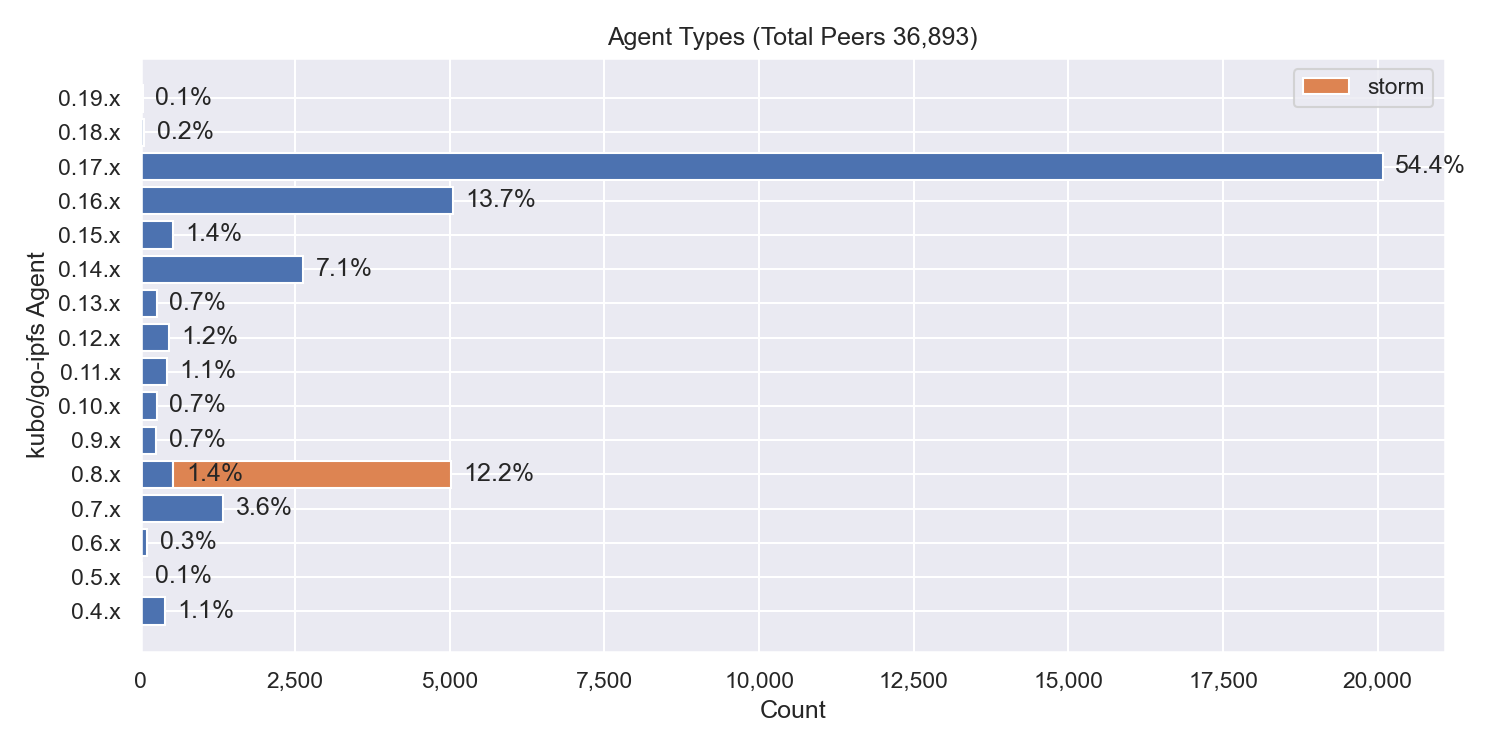 Agent Types (Total Peers 36,893)
storm
kubo/go-ipfs Agent
0.19.x 0.1%
0.18.x 0.2%
0.17.x 54.4%
0.16.x 13.7%
0.15.x 1.4%
0.14.x 7.1%
0.13.x 0.7%
0.12.x 1.2%
0.11.x 1.1%
0.10.x 0.7%
0.9.x 0.7%
0.8.x 1.4% 12.2%
0.7.x 3.6%
0.6.x 0.3%
0.5.x 0.1%
0.4.x 1.1%
0 2,500 5,000 7,500 10,000 12,500 15,000 17,500 20,000
Count